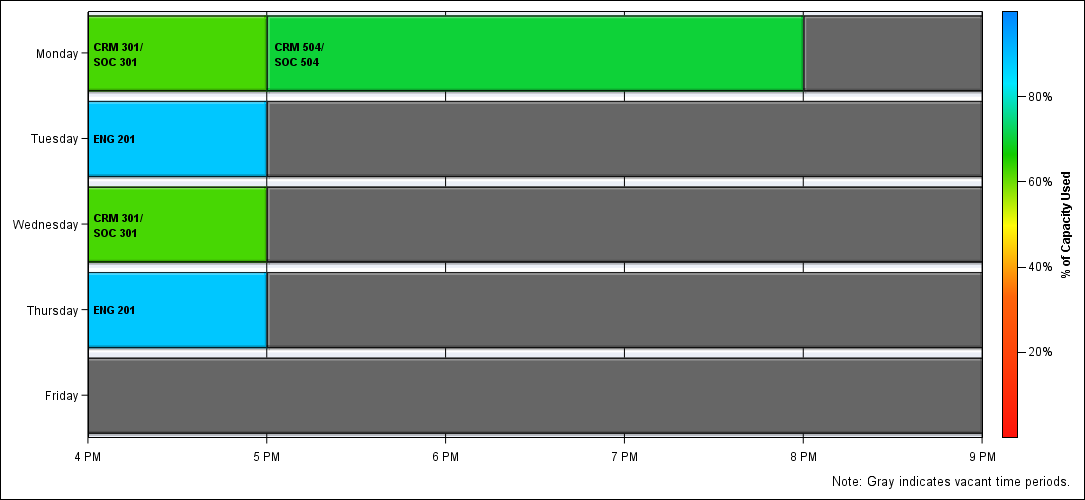 Monday
CRM 301/
SOC 301
CRM 504/
SOC 504
Tuesday
ENG 201
Wednesday
CRM 301/
SOC 301
Thursday
ENG 201
Friday
4 PM
5 PM
6 PM
7 PM
8 PM
9 PM
80%
60%
40%
20%
% of Capacity Used
Note: Gray indicates vacant time periods.